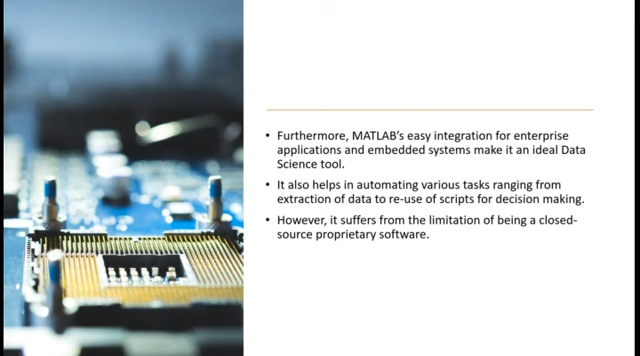 • Furthermore, MATLAB's easy integration for enterprise
applications and embedded systems make it an ideal Data
Science tool.
• It also helps in automating various tasks ranging from
extraction of data to re-use of scripts for decision making.
• However, it suffers from the limitation of being a closed-
source proprietary software.